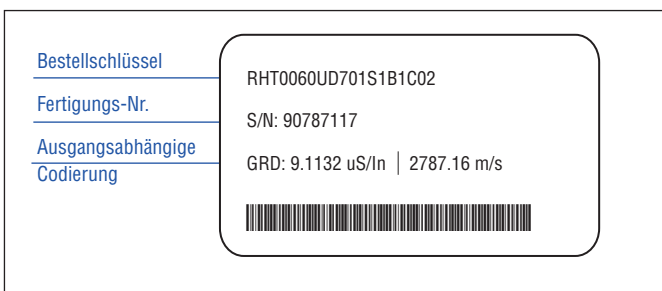 Bestellschlüssel
RHT0060UD701S1B1C02
Fertigungs-Nr.
S/N: 90787117
Ausgangsabhängige
Codierung
GRD: 9.1132 uS/In | 2787.16 m/s